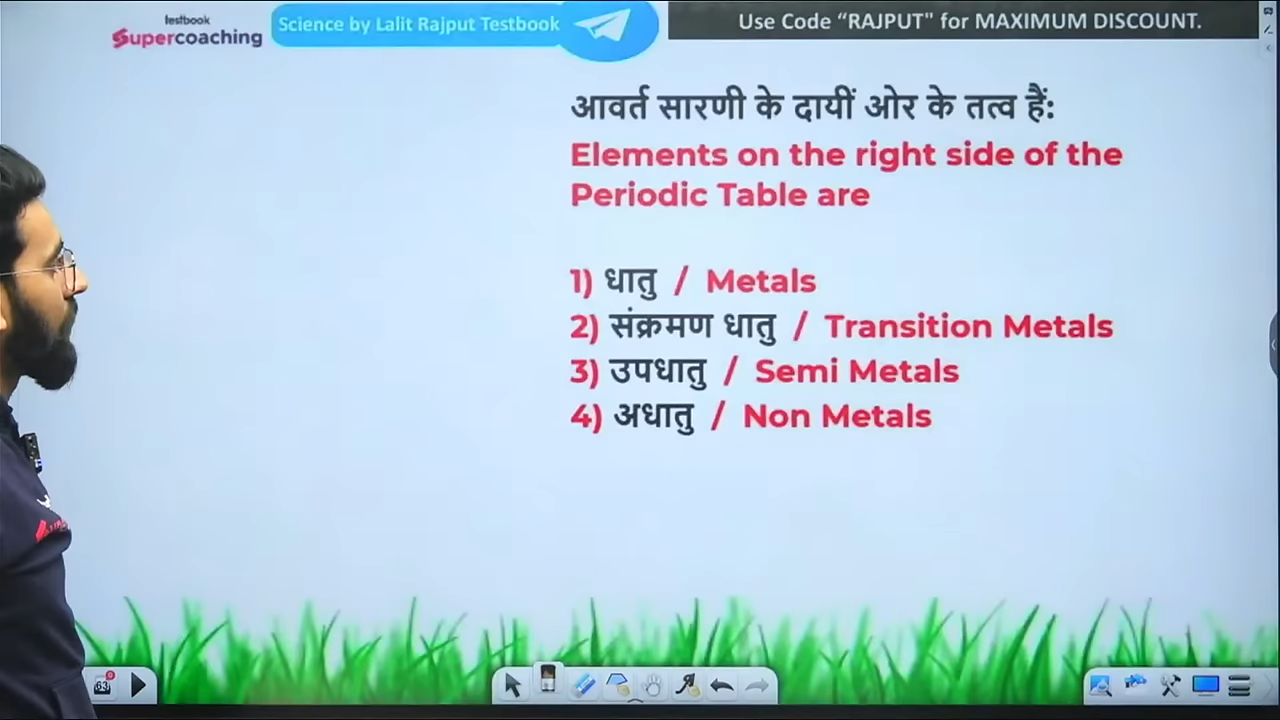 testbook
Supercoaching
Science by Lalit Rajput Testbook
Use Code “RAJPUT" for MAXIMUM DISCOUNT.
आवर्त सारणी के दायीं ओर के तत्व हैं:
Elements on the right side of the
Periodic Table are
1) धातु / Metals
2) संक्रमण धातु / Transition Metals
3) उपधातु / Semi Metals
4) अधातु / Non Metals
63